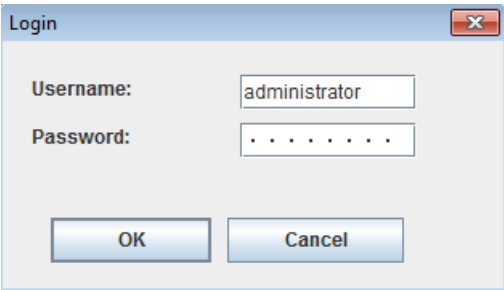 Login
Username:
administrator
Password:
........
OK
Cancel